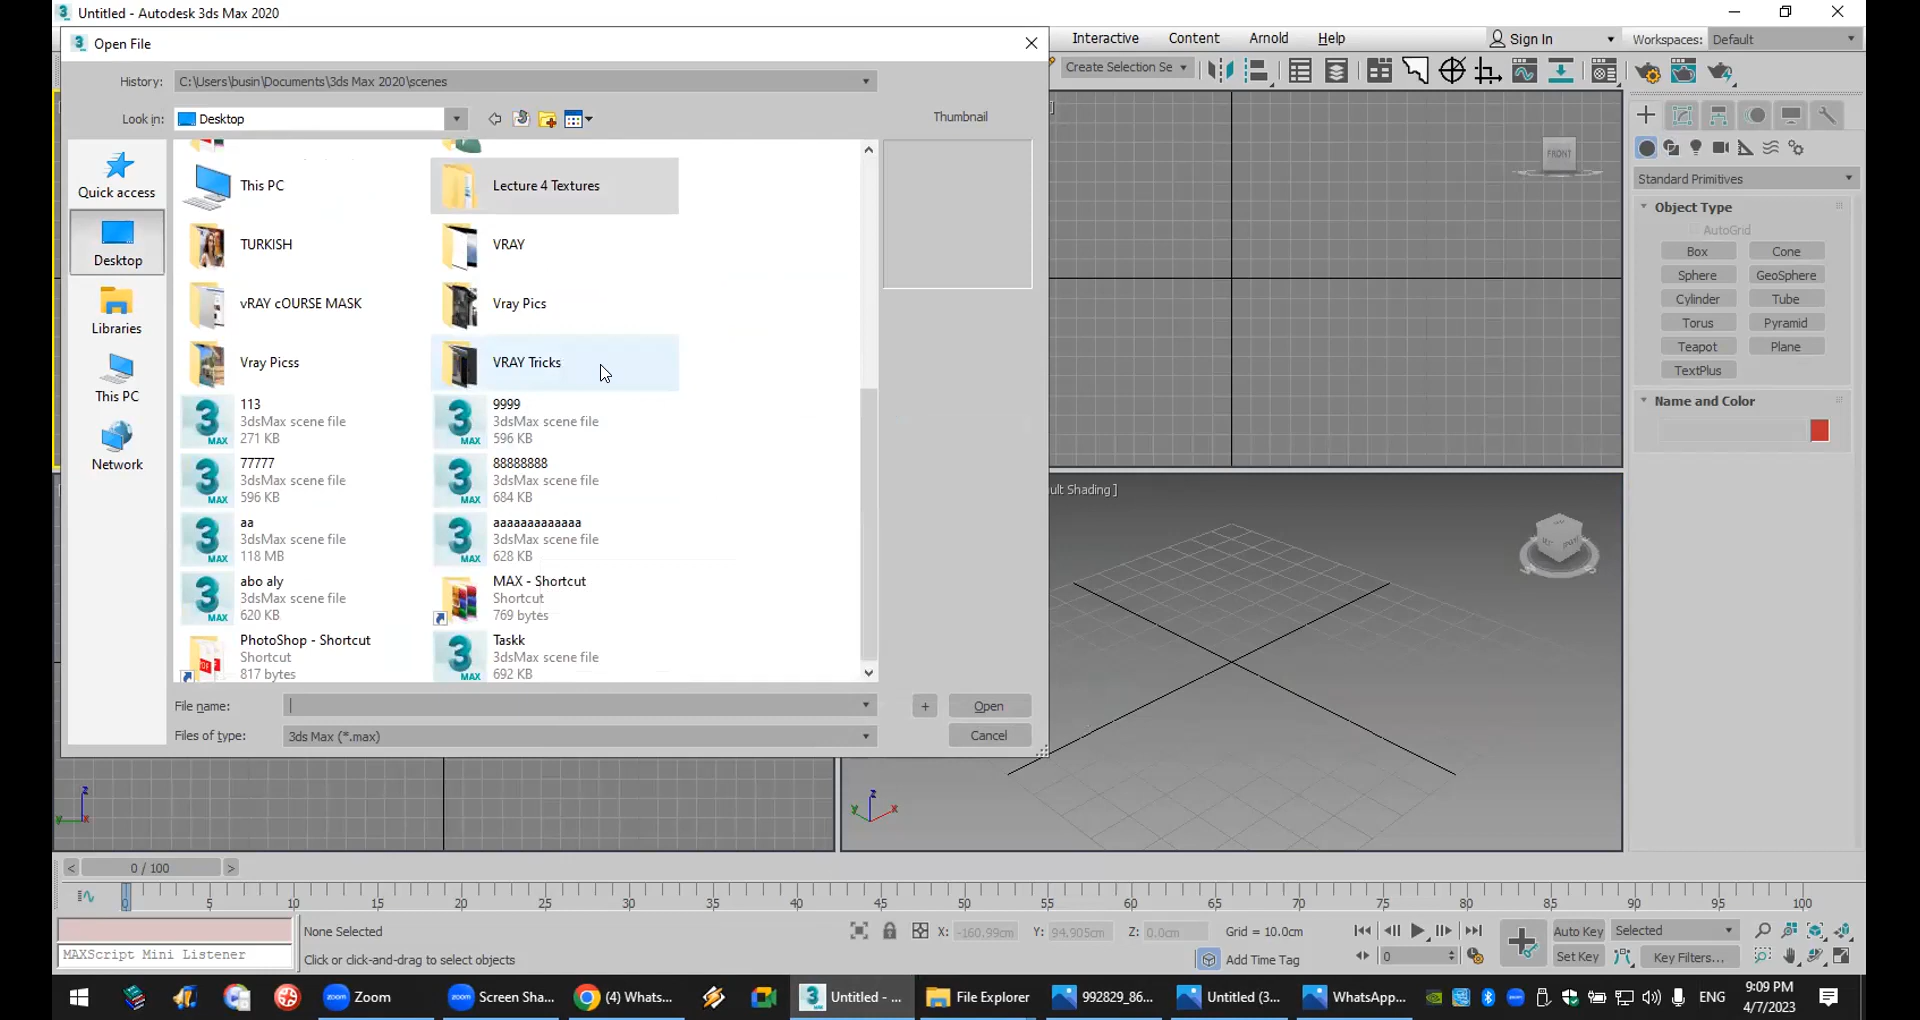 Untitled - Autodesk 3ds Max 2020
Open File
History: C:\Users\busin\Documents\3ds Max 2020\scenes
Look in: Desktop
Thumbnail
Quick access
Desktop
Libraries
This PC
Network
This PC
Lecture 4 Textures
TURKISH
VRAY
vRAY cOURSE MASK
Vray Pics
Vray Picss
VRAY Tricks
113
3dsMax scene file
271 KB
9999
3dsMax scene file
596 KB
77777
3dsMax scene file
596 KB
88888888
3dsMax scene file
684 KB
aa
3dsMax scene file
118 MB
aaaaaaaaaaaaa
3dsMax scene file
628 KB
abo aly
3dsMax scene file
620 KB
MAX - Shortcut
Shortcut
769 bytes
PhotoShop - Shortcut
Shortcut
817 bytes
Taskk
3dsMax scene file
692 KB
File name:
+
Open
Files of type: 3ds Max (*.max)
Cancel
Interactive Content Arnold Help
Sign In
Workspaces: Default
Create Selection Se
FRONT
ult Shading ]
Standard Primitives
Object Type
AutoGrid
Box Cone
Sphere GeoSphere
Cylinder Tube
Torus Pyramid
Teapot Plane
TextPlus
Name and Color
z
y x
z
y x
< 0 / 100 >
0 5 10 15 20 25 30 35 40 45 50 55 60 65 70 75 80 85 90 95 100
None Selected
X: -160.99cm Y: 94.905cm Z: 0.0cm
Grid = 10.0cm
Auto Key Selected
MAXScript Mini Listener
Click or click-and-drag to select objects
Add Time Tag
0
Set Key
Key Filters...
Zoom
Screen Sha...
(4) Whats...
Untitled - ...
File Explorer
992829_86...
Untitled (3...
WhatsApp...
ENG
9:09 PM
4/7/2023